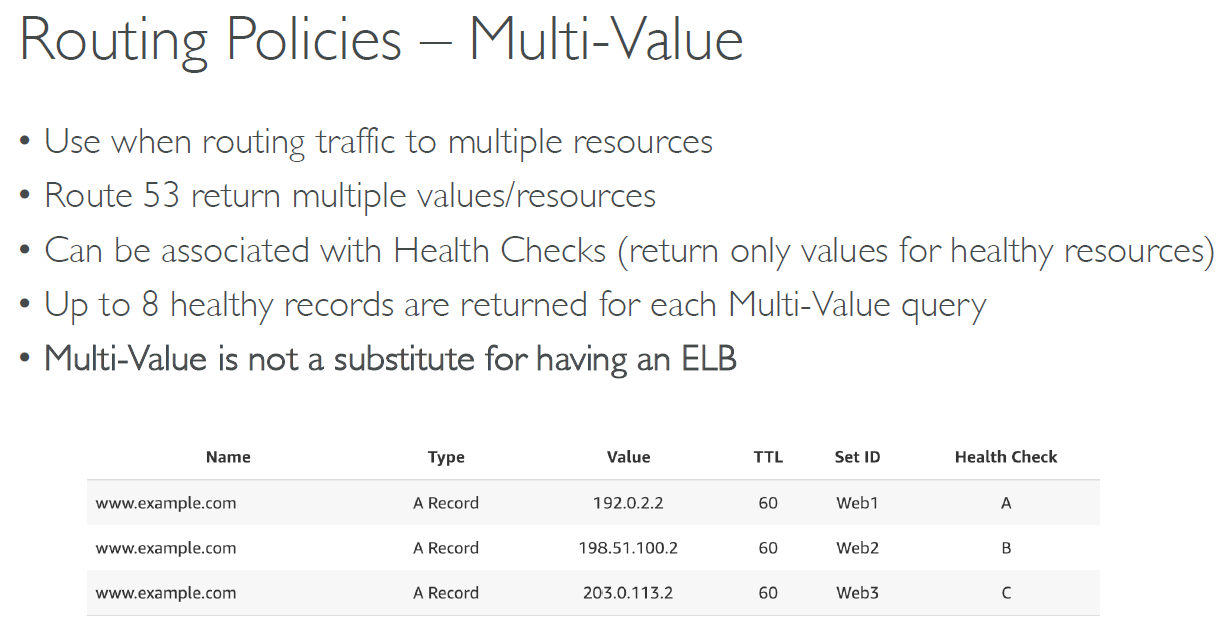 Routing Policies – Multi-Value
• Use when routing traffic to multiple resources
• Route 53 return multiple values/resources
• Can be associated with Health Checks (return only values for healthy resources)
• Up to 8 healthy records are returned for each Multi-Value query
• Multi-Value is not a substitute for having an ELB
Name Type Value TTL Set ID Health Check
www.example.com A Record 192.0.2.2 60 Web1 A
www.example.com A Record 198.51.100.2 60 Web2 B
www.example.com A Record 203.0.113.2 60 Web3 C